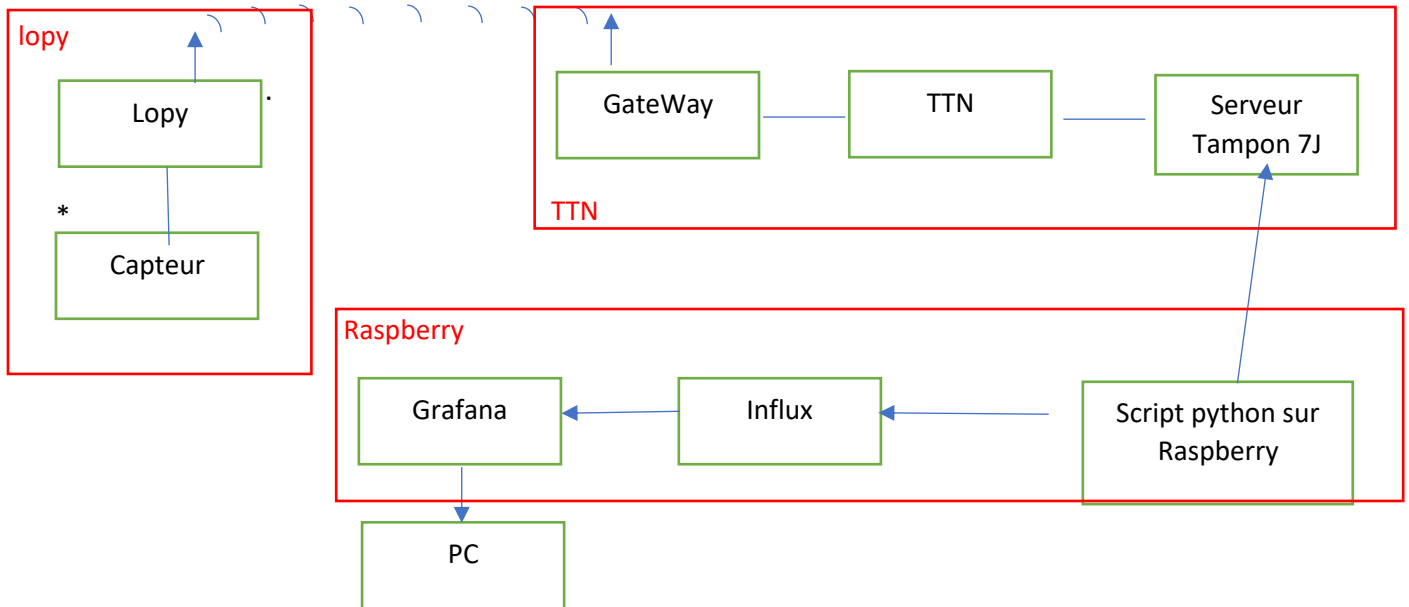 lopy
Lopy
.
*
Capteur
GateWay
TTN
Serveur
Tampon 7J
TTN
Raspberry
Grafana
Influx
Script python sur
Raspberry
PC